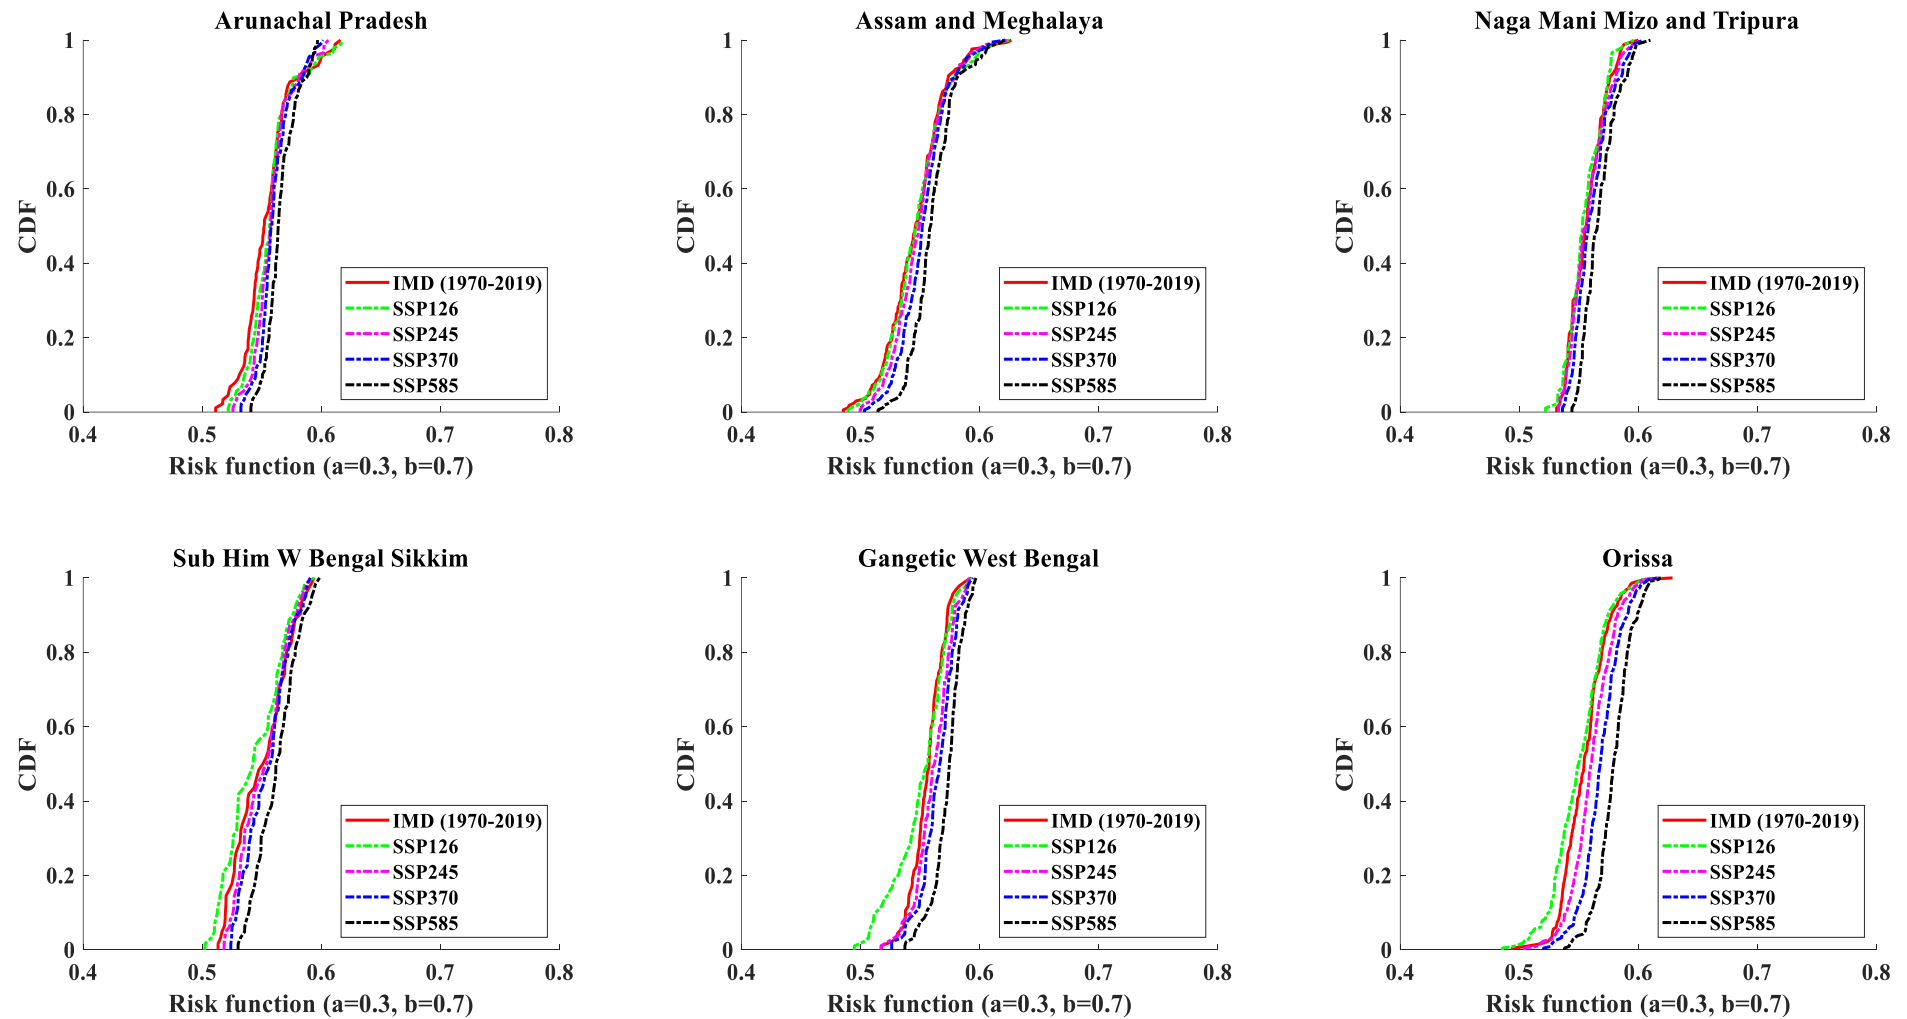 Arunachal Pradesh
1
0.8
0.6
0.4
0.2
0
CDF
IMD (1970-2019)
SSP126
SSP245
SSP370
SSP585
0.4 0.5 0.6 0.7 0.8
Risk function (a=0.3, b=0.7)
Assam and Meghalaya
1
0.8
0.6
0.4
0.2
0
CDF
IMD (1970-2019)
SSP126
SSP245
SSP370
SSP585
0.4 0.5 0.6 0.7 0.8
Risk function (a=0.3, b=0.7)
Naga Mani Mizo and Tripura
1
0.8
0.6
0.4
0.2
0
CDF
IMD (1970-2019)
SSP126
SSP245
SSP370
SSP585
0.4 0.5 0.6 0.7 0.8
Risk function (a=0.3, b=0.7)
Sub Him W Bengal Sikkim
1
0.8
0.6
0.4
0.2
0
CDF
IMD (1970-2019)
SSP126
SSP245
SSP370
SSP585
0.4 0.5 0.6 0.7 0.8
Risk function (a=0.3, b=0.7)
Gangetic West Bengal
1
0.8
0.6
0.4
0.2
0
CDF
IMD (1970-2019)
SSP126
SSP245
SSP370
SSP585
0.4 0.5 0.6 0.7 0.8
Risk function (a=0.3, b=0.7)
Orissa
1
0.8
0.6
0.4
0.2
0
CDF
IMD (1970-2019)
SSP126
SSP245
SSP370
SSP585
0.4 0.5 0.6 0.7 0.8
Risk function (a=0.3, b=0.7)